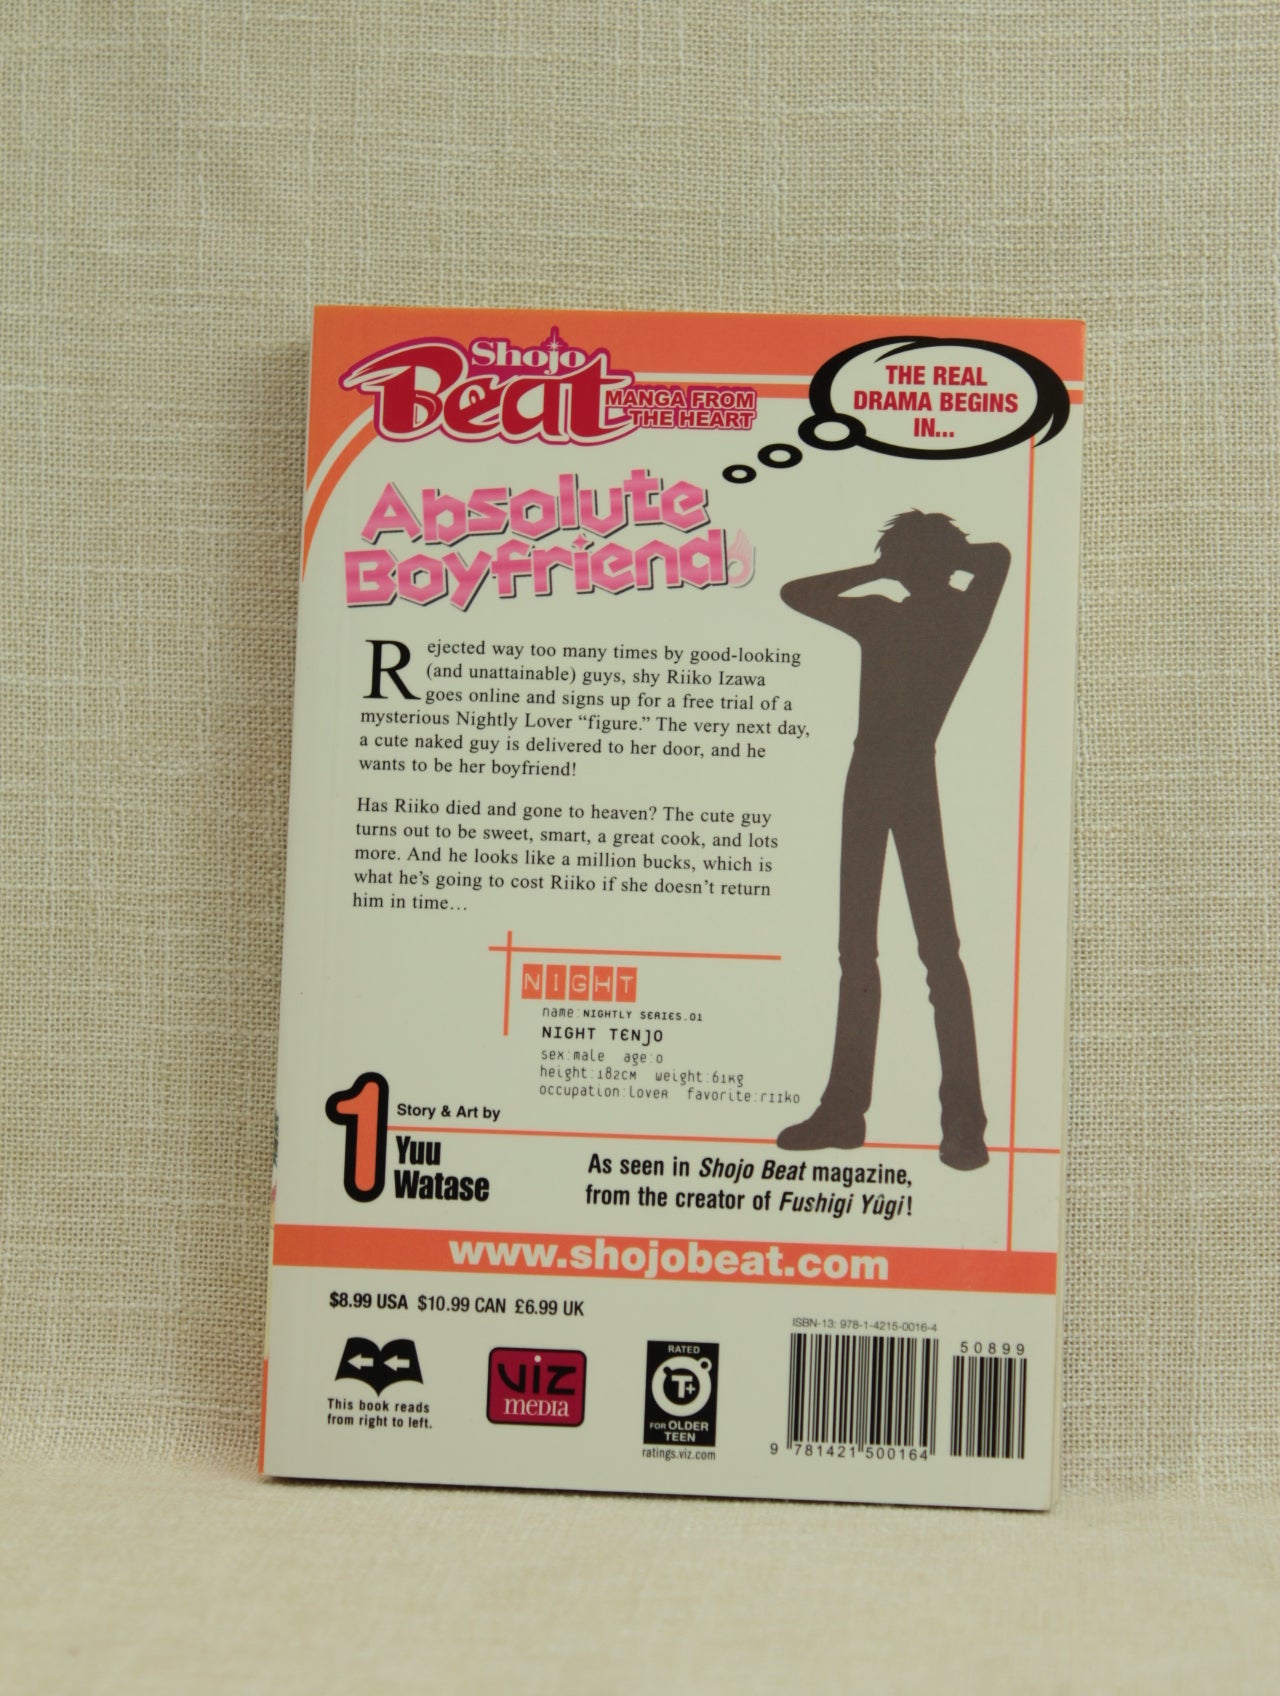 Shojo
Beat
MANGA FROM
THE HEART
THE REAL
DRAMA BEGINS
IN...
Absolute
Boyfriend
Rejected way too many times by good-looking
(and unattainable) guys, shy Riiko Izawa
goes online and signs up for a free trial of a
mysterious Nightly Lover “figure.” The very next day,
a cute naked guy is delivered to her door, and he
wants to be her boyfriend!
Has Riiko died and gone to heaven? The cute guy
turns out to be sweet, smart, a great cook, and lots
more. And he looks like a million bucks, which is
what he’s going to cost Riiko if she doesn’t return
him in time…
NIGHT
name:NIGHTLY SERIES.01
NIGHT TENJO
sex:male age:0
height:182CM weight:61Kg
occupation:Lover favorite:riiko
1
Story & Art by
Yuu
Watase
As seen in Shojo Beat magazine,
from the creator of Fushigi Yûgi!
www.shojobeat.com
$8.99 USA $10.99 CAN £6.99 UK
This book reads
from right to left.
VIZ
MEDIA
RATED
T+
FOR OLDER
TEEN
ratings.viz.com
ISBN-13: 978-1-4215-0016-4
50899
9 781421 500164